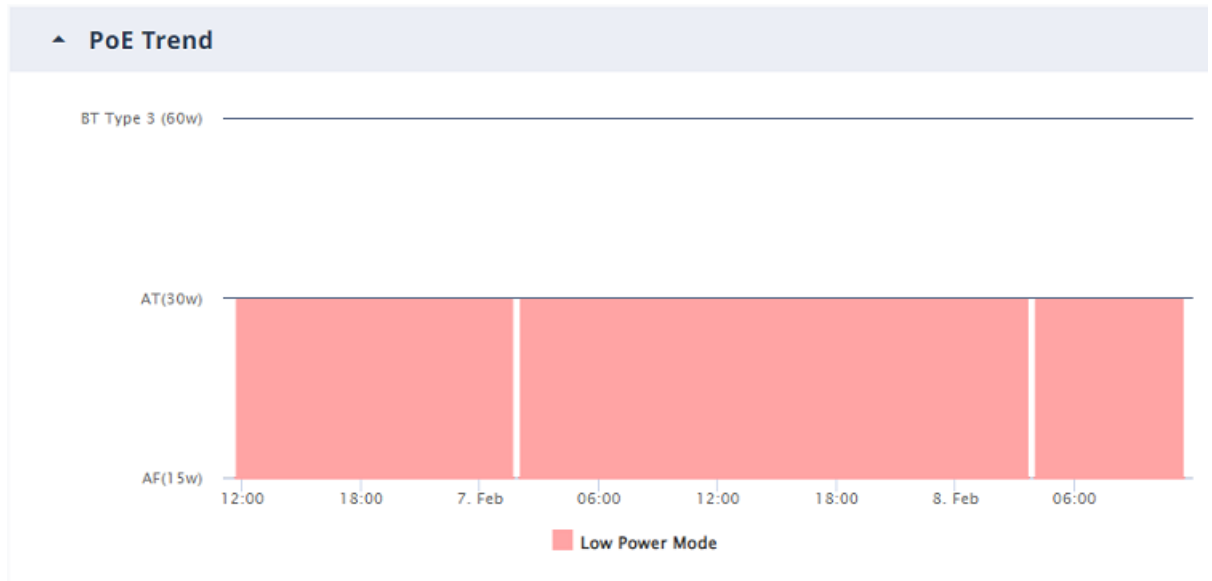 PoE Trend
BT Type 3 (60w)
AT(30w)
AF(15w)
12:00 18:00 7. Feb 06:00 12:00 18:00 8. Feb 06:00
Low Power Mode